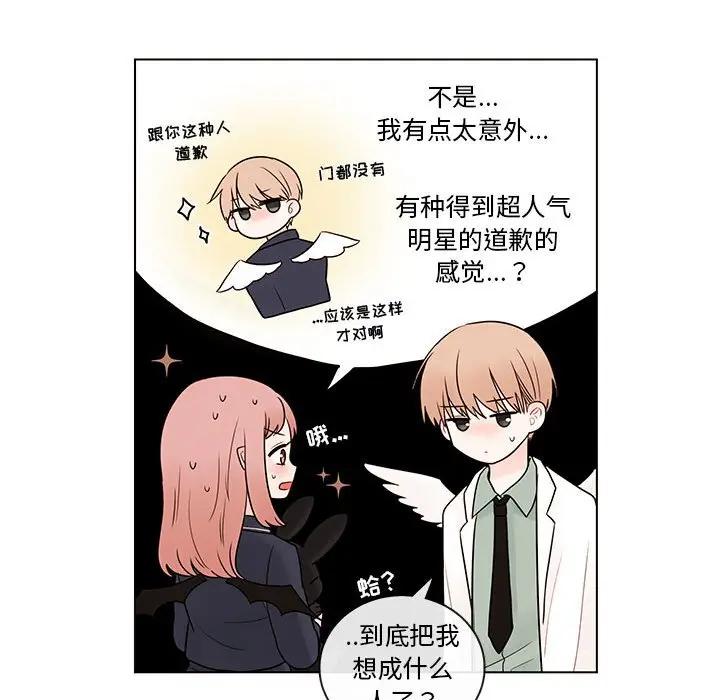 不是...
我有点太意外...
跟你这种人
道歉
门都没有
有种得到超人气
明星的道歉的
感觉...？
...应该是这样
才对啊
哦...
蛤？
..到底把我
想成什么
人了？